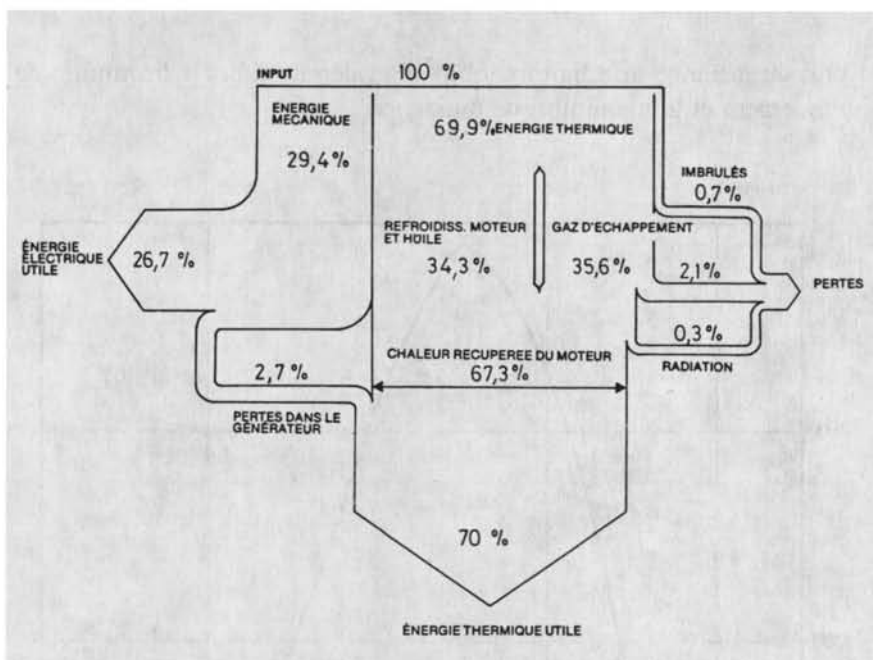 INPUT
100 %
ENERGIE
MECANIQUE
29,4 %
69,9% ENERGIE THERMIQUE
IMBRULÉS
0,7%
REFROIDISS. MOTEUR
ET HUILE
34,3 %
GAZ D'ECHAPPEMENT
35,6 %
2,1%
PERTES
ÉNERGIE
ÉLECTRIQUE
UTILE
26,7 %
0,3%
RADIATION
CHALEUR RECUPEREE DU MOTEUR
67,3%
2,7 %
PERTES DANS LE
GÉNÉRATEUR
70 %
ÉNERGIE THERMIQUE UTILE